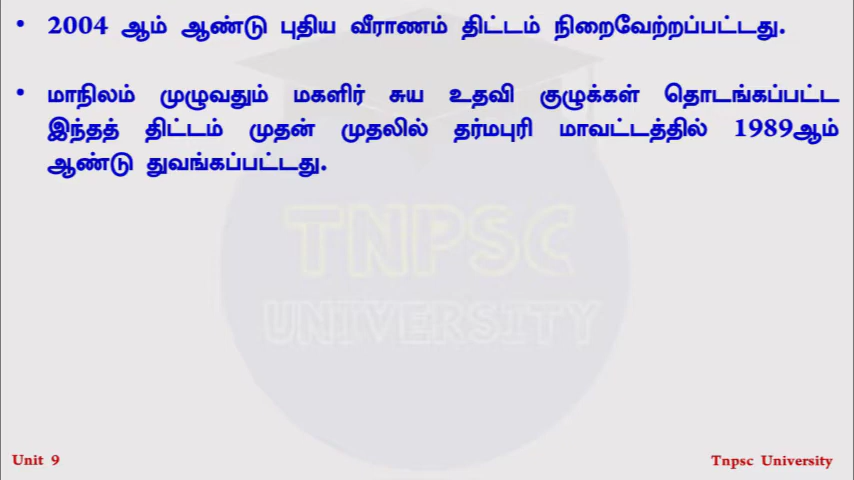 • 2004 ஆம் ஆண்டு புதிய வீராணம் திட்டம் நிறைவேற்றப்பட்டது.
• மாநிலம் முழுவதும் மகளிர் சுய உதவி குழுக்கள் தொடங்கப்பட்ட
இந்தத் திட்டம் முதன் முதலில் தர்மபுரி மாவட்டத்தில் 1989ஆம்
ஆண்டு துவங்கப்பட்டது.
TNPSC
UNIVERSITY
Unit 9
Tnpsc University